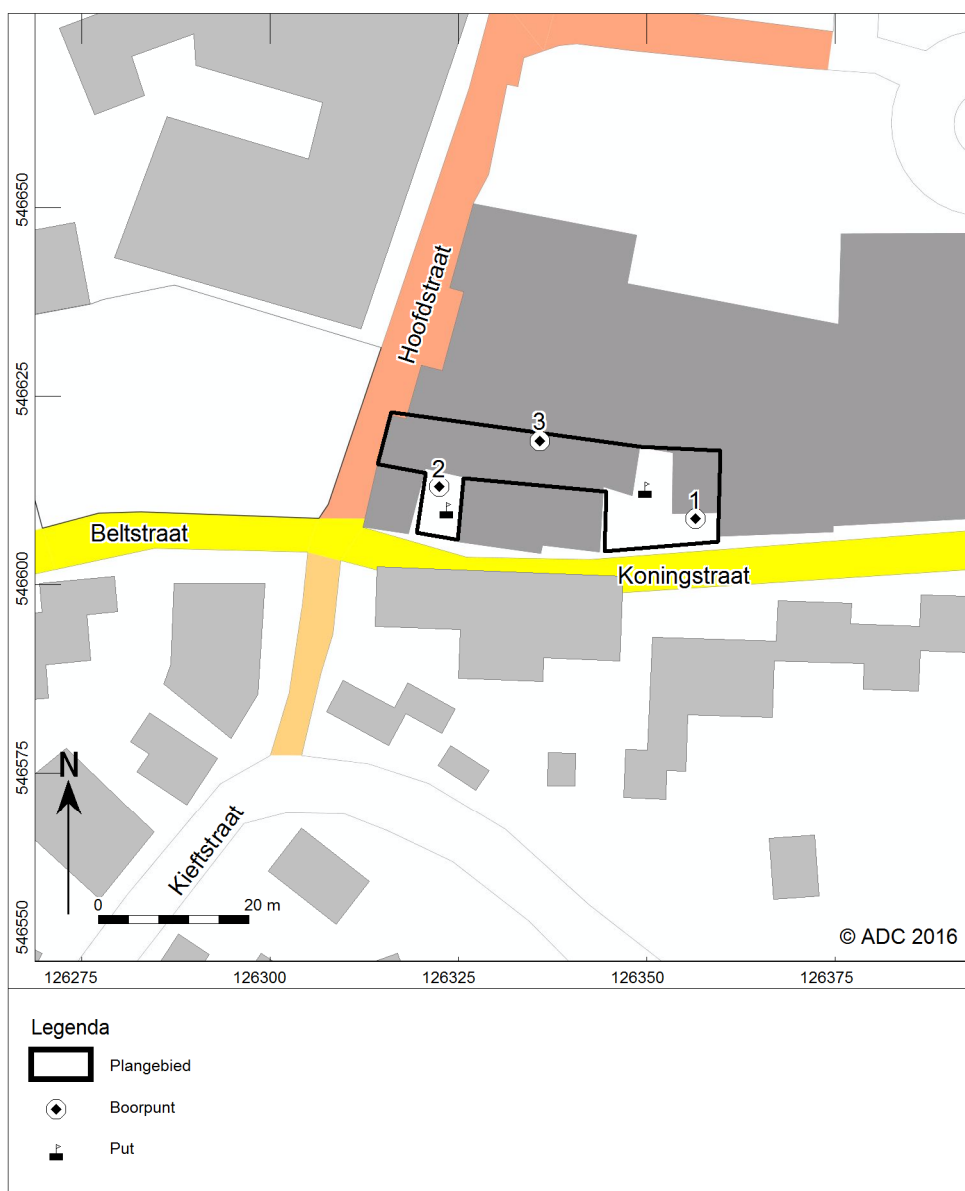 546650
546625
546600
546575
546550
Hoofdstraat
3
2
1
Beltstraat
Koningstraat
N
Kieftstraat
0 20 m
© ADC 2016
126275 126300 126325 126350 126375
Legenda
Plangebied
Boorpunt
Put